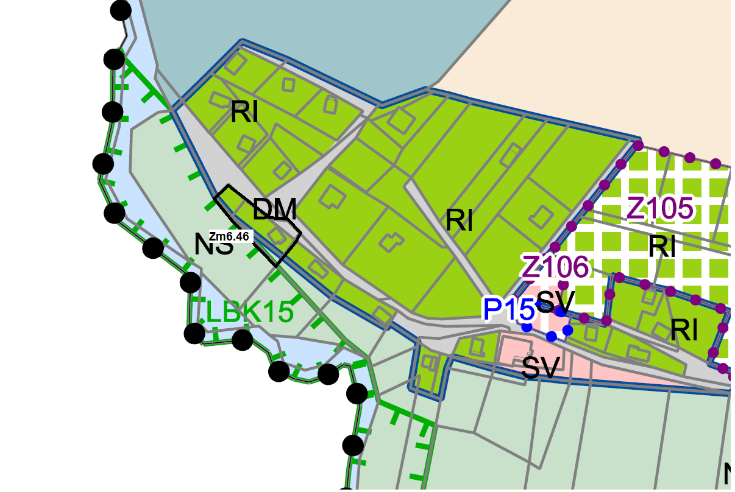 RI
DM
RI
Z105
NS
Zm6.46
RI
Z106
LBK15
P15
SV
RI
SV
N